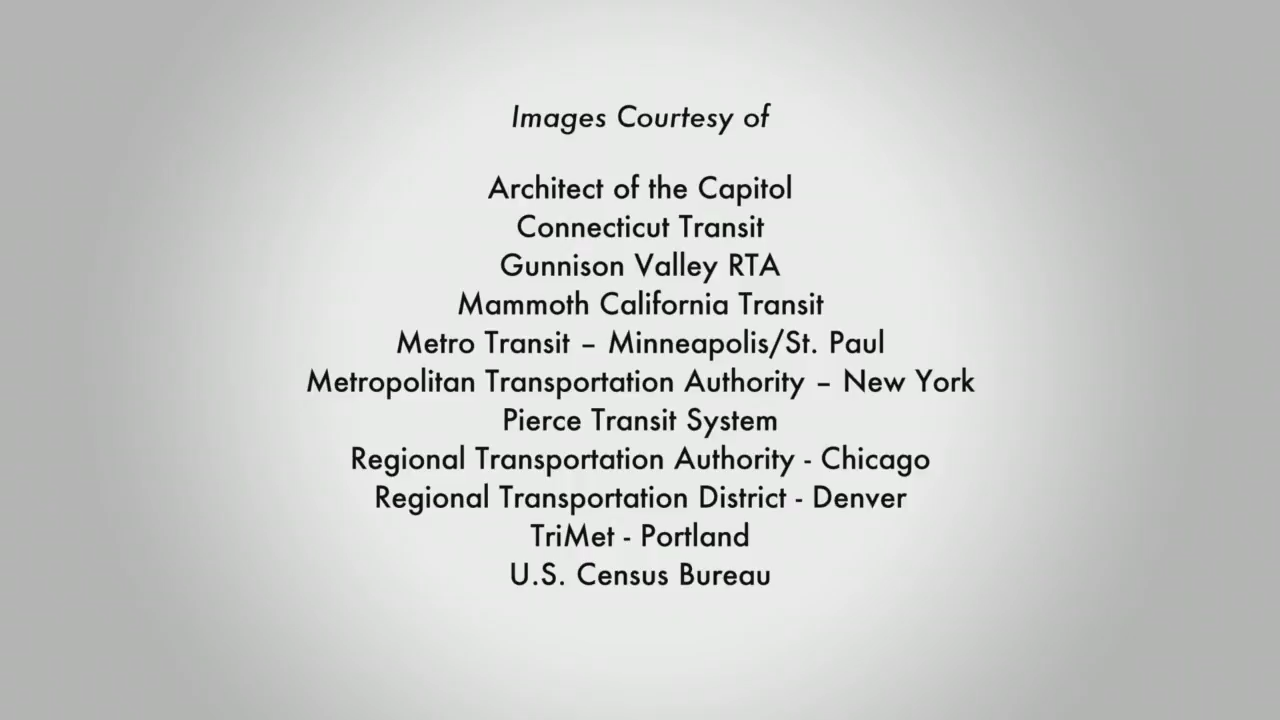 Images Courtesy of
Architect of the Capitol
Connecticut Transit
Gunnison Valley RTA
Mammoth California Transit
Metro Transit – Minneapolis/St. Paul
Metropolitan Transportation Authority – New York
Pierce Transit System
Regional Transportation Authority - Chicago
Regional Transportation District - Denver
TriMet - Portland
U.S. Census Bureau